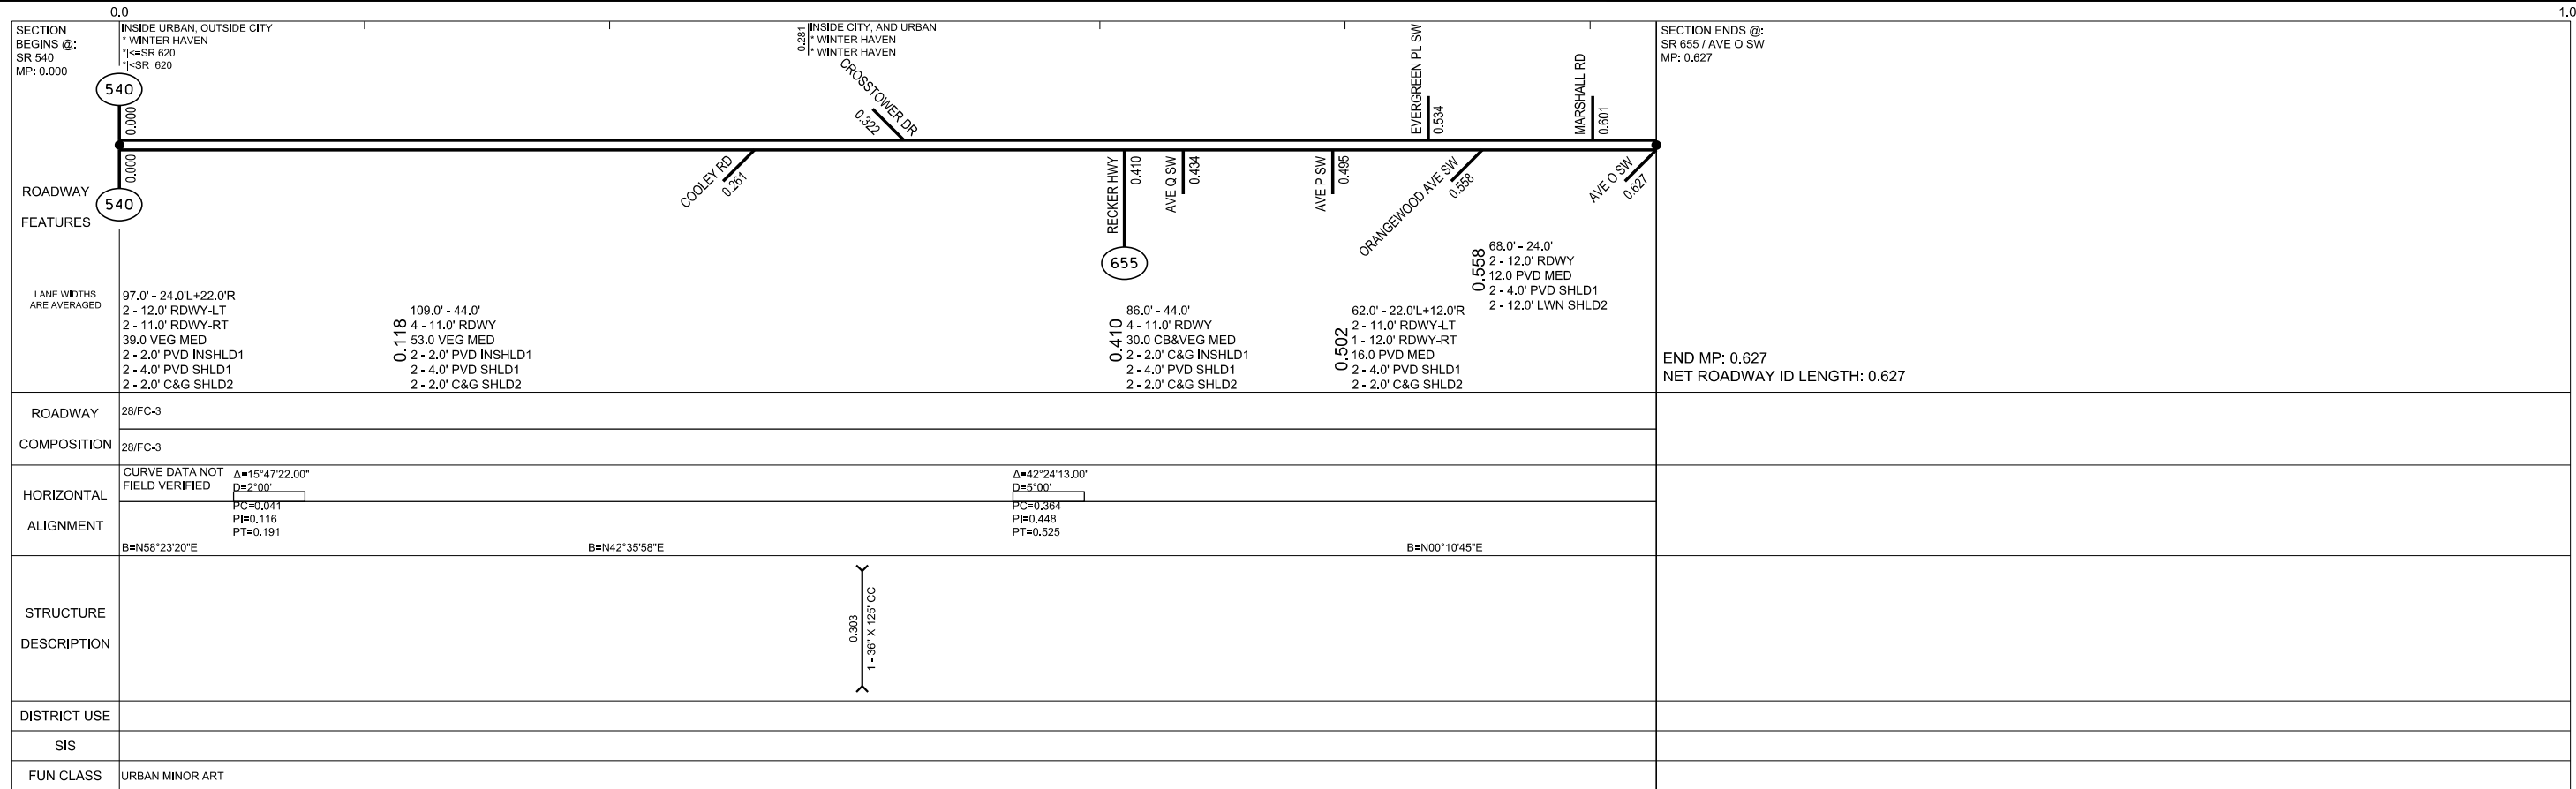 0.0
1.0
SECTION
BEGINS @:
SR 540
MP: 0.000
INSIDE URBAN, OUTSIDE CITY
* WINTER HAVEN
*|<=SR 620
*|<SR 620
0.281
INSIDE CITY, AND URBAN
* WINTER HAVEN
* WINTER HAVEN
SECTION ENDS @:
SR 655 / AVE O SW
MP: 0.627
540
0.000
CROSSTOWER DR
0.322
EVERGREEN PL SW
0.534
MARSHALL RD
0.601
ROADWAY
FEATURES
0.000
540
COOLEY RD
0.261
RECKER HWY
0.410
655
AVE Q SW
0.434
AVE P SW
0.495
ORANGEWOOD AVE SW
0.558
AVE O SW
0.627
LANE WIDTHS
ARE AVERAGED
97.0' - 24.0'L+22.0'R
2 - 12.0' RDWY-LT
2 - 11.0' RDWY-RT
39.0 VEG MED
2 - 2.0' PVD INSHLD1
2 - 4.0' PVD SHLD1
2 - 2.0' C&G SHLD2
0.118
109.0' - 44.0'
4 - 11.0' RDWY
53.0 VEG MED
2 - 2.0' PVD INSHLD1
2 - 4.0' PVD SHLD1
2 - 2.0' C&G SHLD2
0.410
86.0' - 44.0'
4 - 11.0' RDWY
30.0 CB&VEG MED
2 - 2.0' C&G INSHLD1
2 - 4.0' PVD SHLD1
2 - 2.0' C&G SHLD2
0.502
62.0' - 22.0'L+12.0'R
2 - 11.0' RDWY-LT
1 - 12.0' RDWY-RT
16.0 PVD MED
2 - 4.0' PVD SHLD1
2 - 2.0' C&G SHLD2
0.558
68.0' - 24.0'
2 - 12.0' RDWY
12.0 PVD MED
2 - 4.0' PVD SHLD1
2 - 12.0' LWN SHLD2
END MP: 0.627
NET ROADWAY ID LENGTH: 0.627
ROADWAY
COMPOSITION
28/FC-3
28/FC-3
HORIZONTAL
ALIGNMENT
CURVE DATA NOT
FIELD VERIFIED
Δ=15°47'22.00"
D=2°00'
PC=0.041
PI=0.116
PT=0.191
Δ=42°24'13.00"
D=5°00'
PC=0.364
PI=0.448
PT=0.525
B=N58°23'20"E
B=N42°35'58"E
B=N00°10'45"E
STRUCTURE
DESCRIPTION
0.303
1 - 36" X 125' CC
DISTRICT USE
SIS
FUN CLASS
URBAN MINOR ART